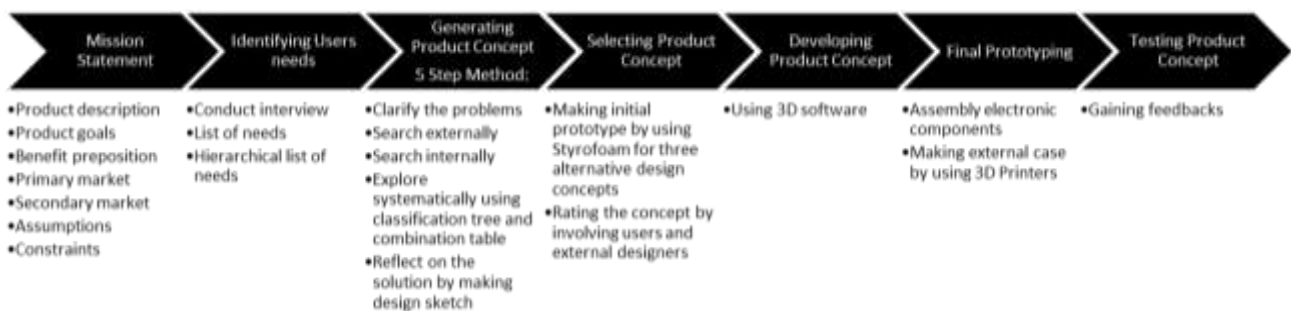 Mission
Statement
Identifying Users
needs
Generating
Product Concept
5 Step Method:
Selecting Product
Concept
Developing
Product Concept
Final Prototyping
Testing Product
Concept
•Product description
•Product goals
•Benefit preposition
•Primary market
•Secondary market
•Assumptions
•Constraints
•Conduct interview
•List of needs
•Hierarchical list of
needs
•Clarify the problems
•Search externally
•Search internally
•Explore
systematically using
classification tree and
combination table
•Reflect on the
solution by making
design sketch
•Making initial
prototype by using
Styrofoam for three
alternative design
concepts
•Rating the concept by
involving users and
external designers
•Using 3D software
•Assembly electronic
components
•Making external case
by using 3D Printers
•Gaining feedbacks